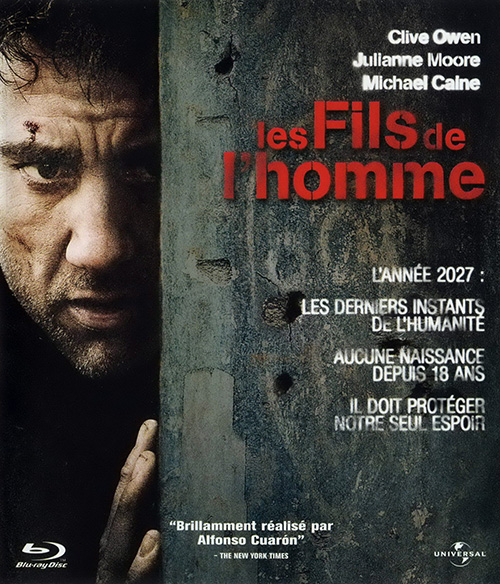 Clive Owen
Julianne Moore
Michael Caine
les Fils de
l'homme
L'ANNÉE 2027 :
LES DERNIERS INSTANTS
DE L'HUMANITÉ
AUCUNE NAISSANCE
DEPUIS 18 ANS
IL DOIT PROTÉGER
NOTRE SEUL ESPOIR
"Brillamment réalisé par
Alfonso Cuarón"
– THE NEW YORK TIMES
Blu-ray Disc
UNIVERSAL